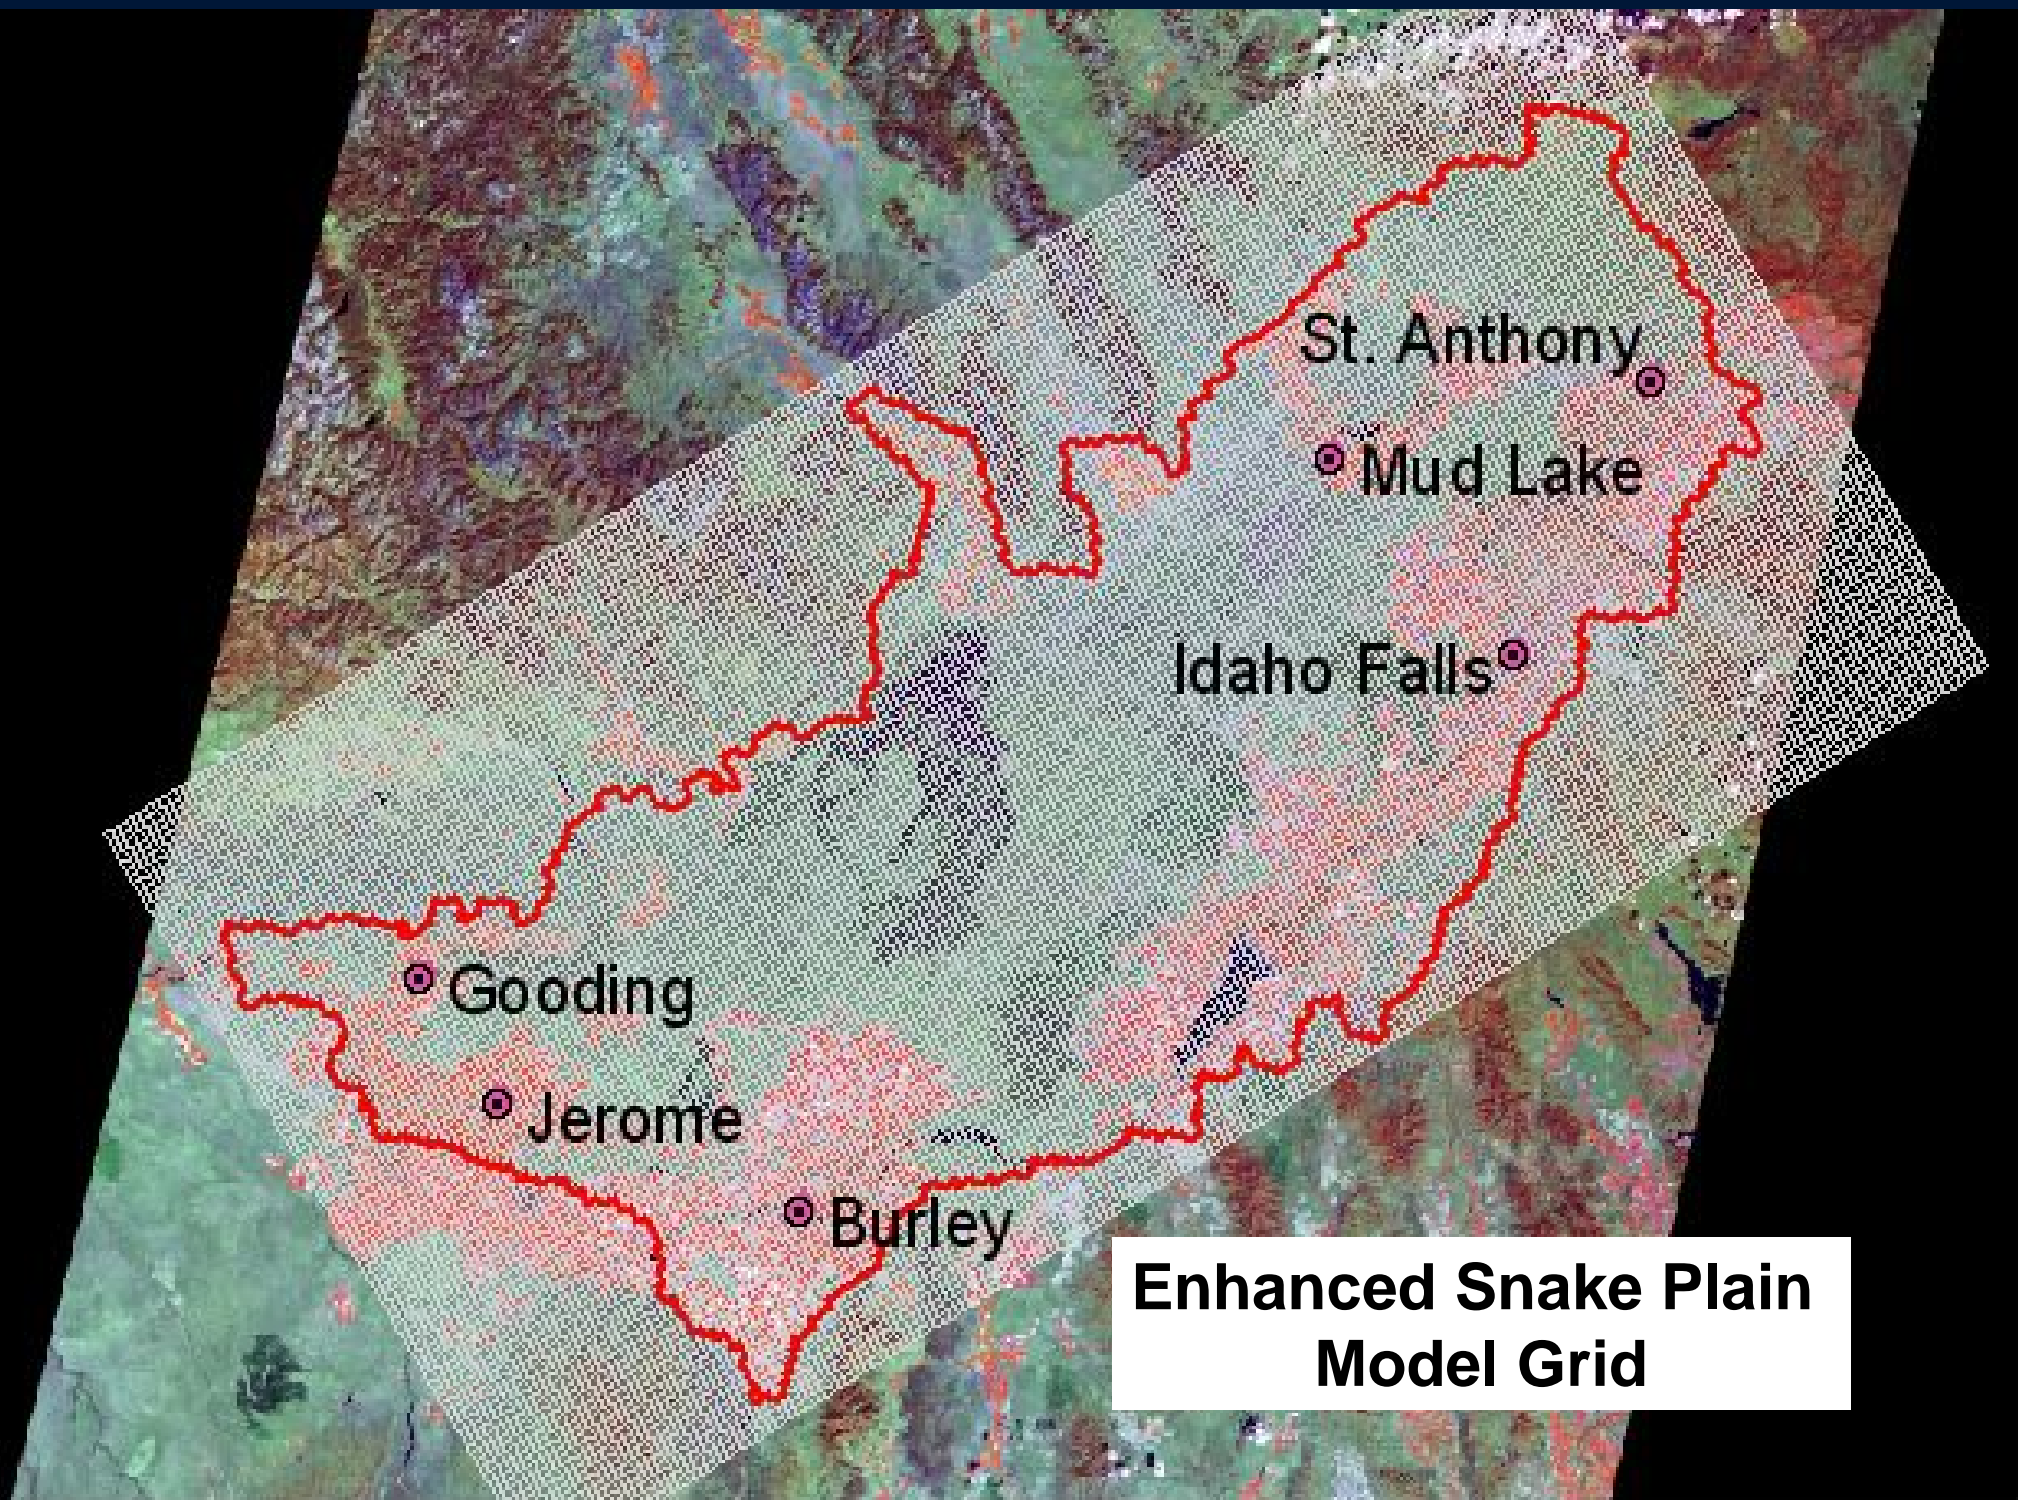 St. Anthony
Mud Lake
Idaho Falls
Gooding
Jerome
Burley
Enhanced Snake Plain
Model Grid